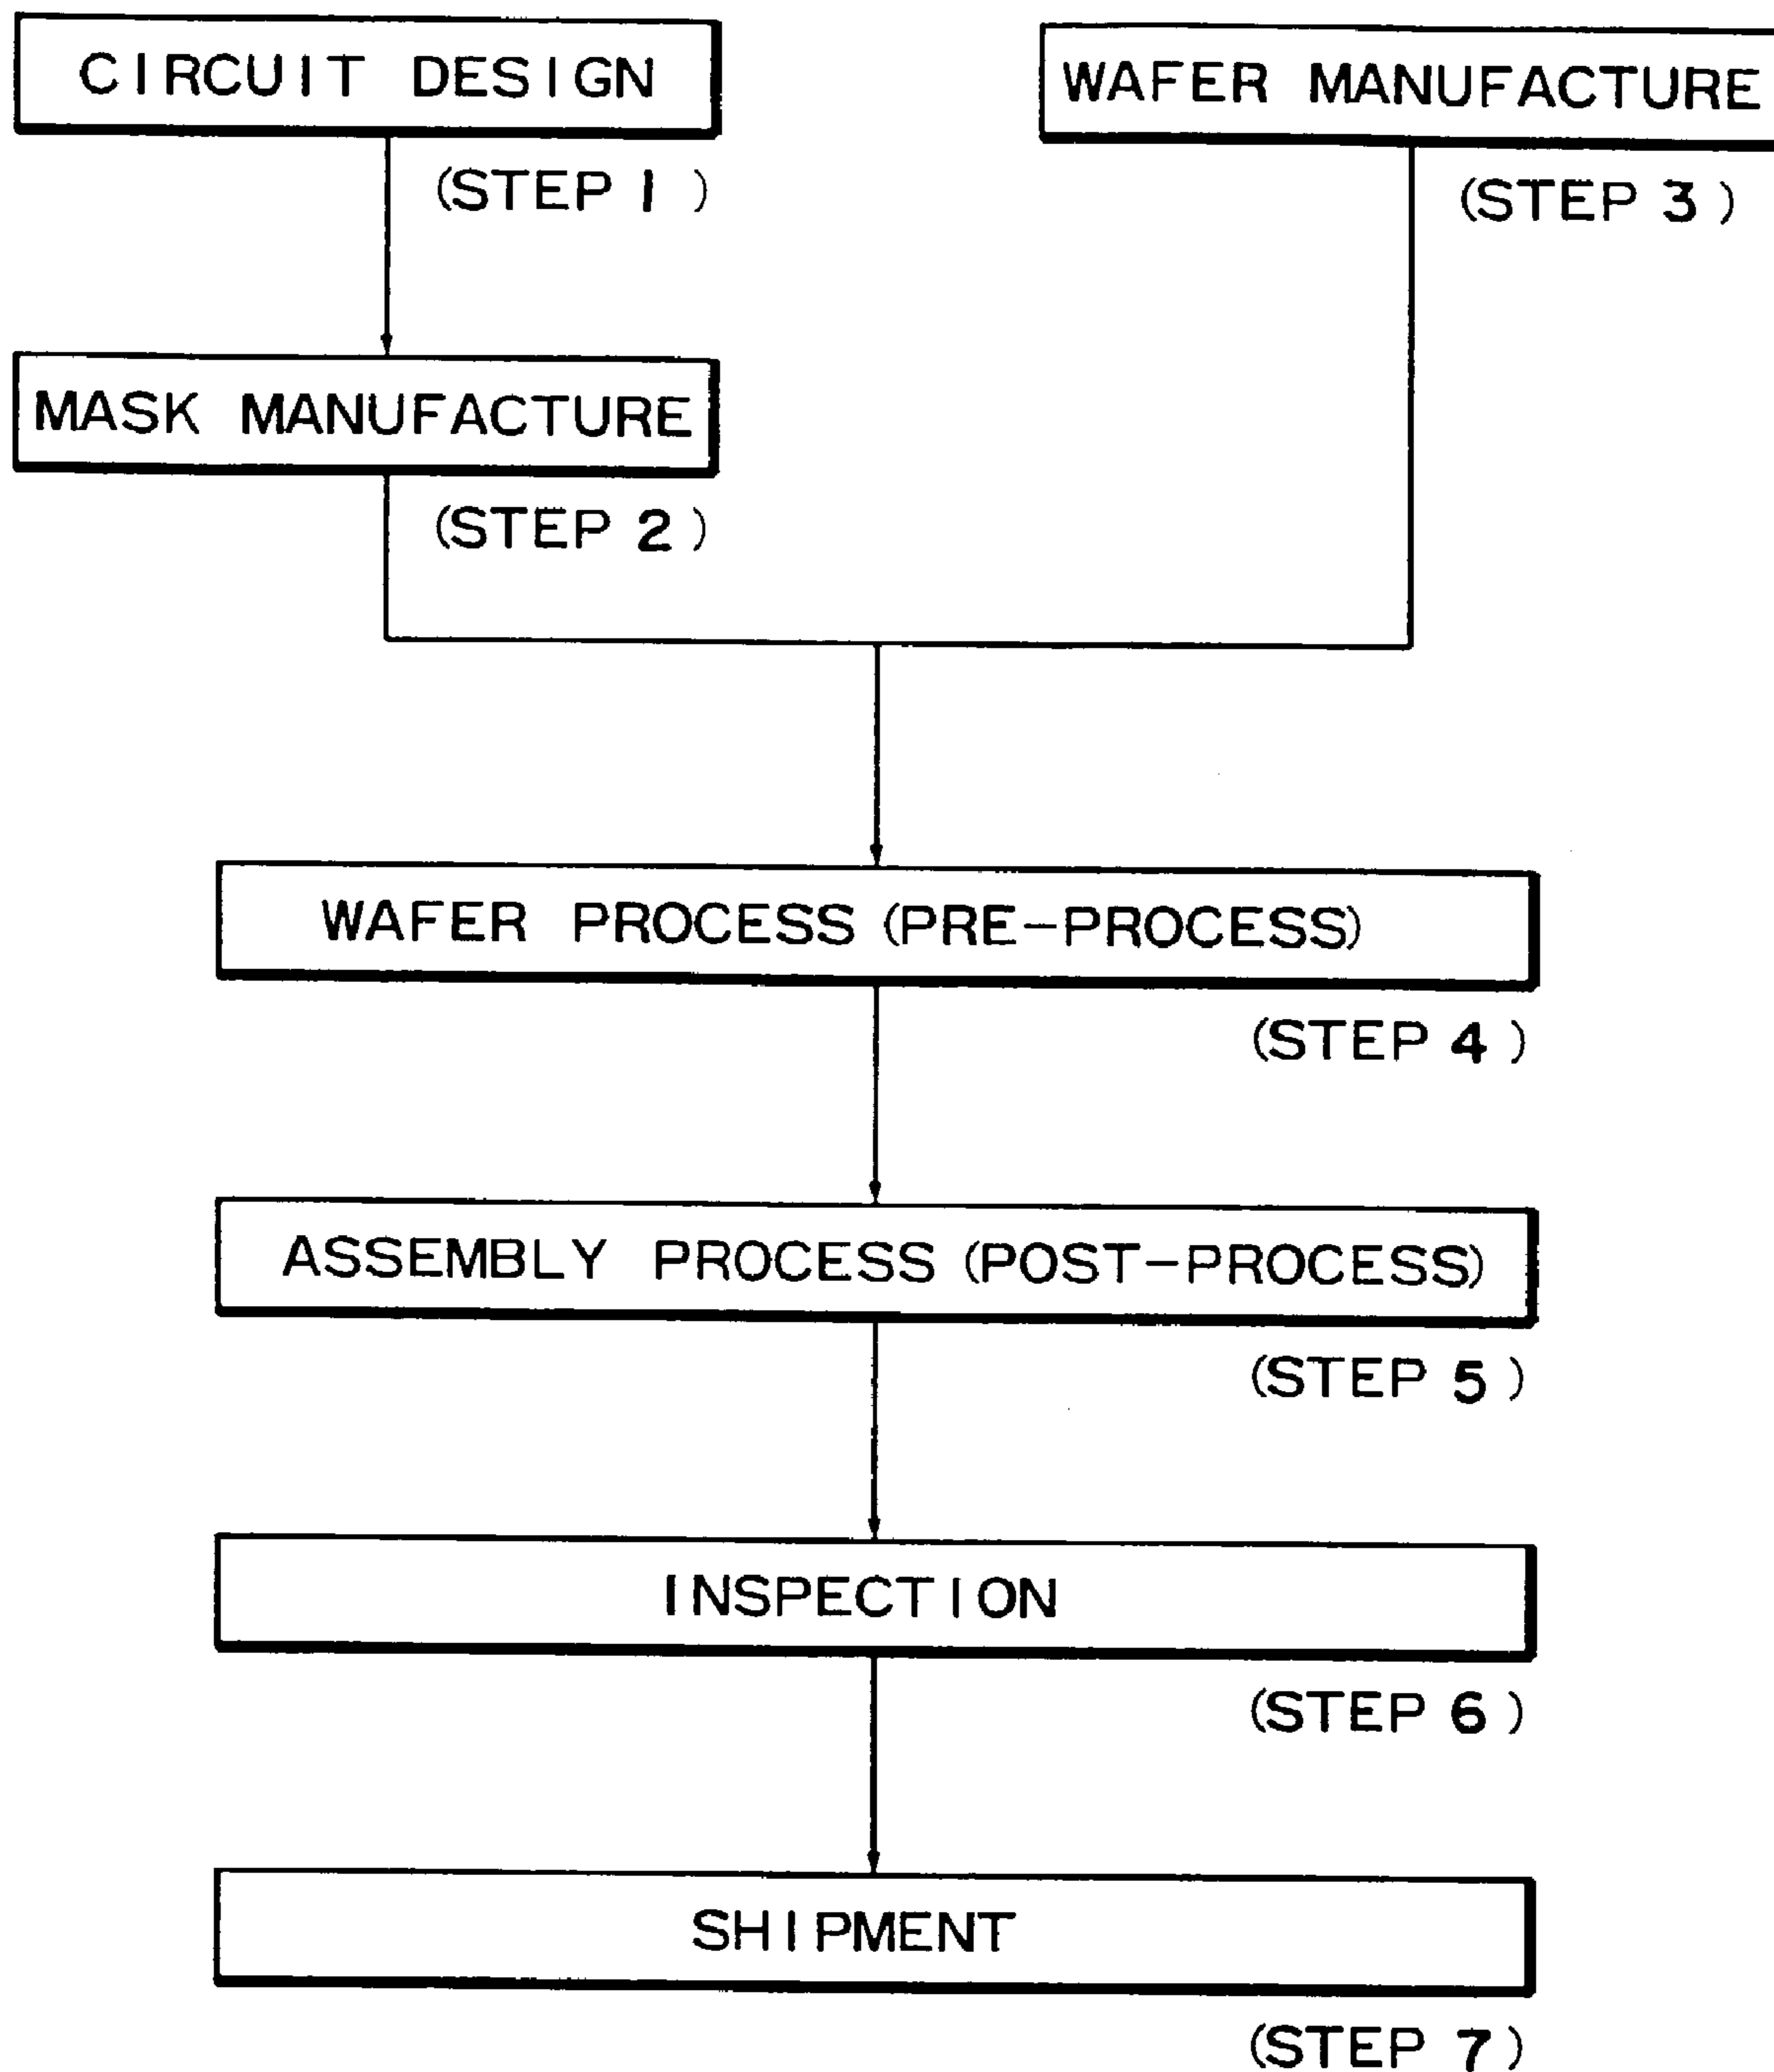 CIRCUIT DESIGN
(STEP 1)
WAFER MANUFACTURE
(STEP 3)
MASK MANUFACTURE
(STEP 2)
WAFER PROCESS (PRE-PROCESS)
(STEP 4)
ASSEMBLY PROCESS (POST-PROCESS)
(STEP 5)
INSPECTION
(STEP 6)
SHIPMENT
(STEP 7)